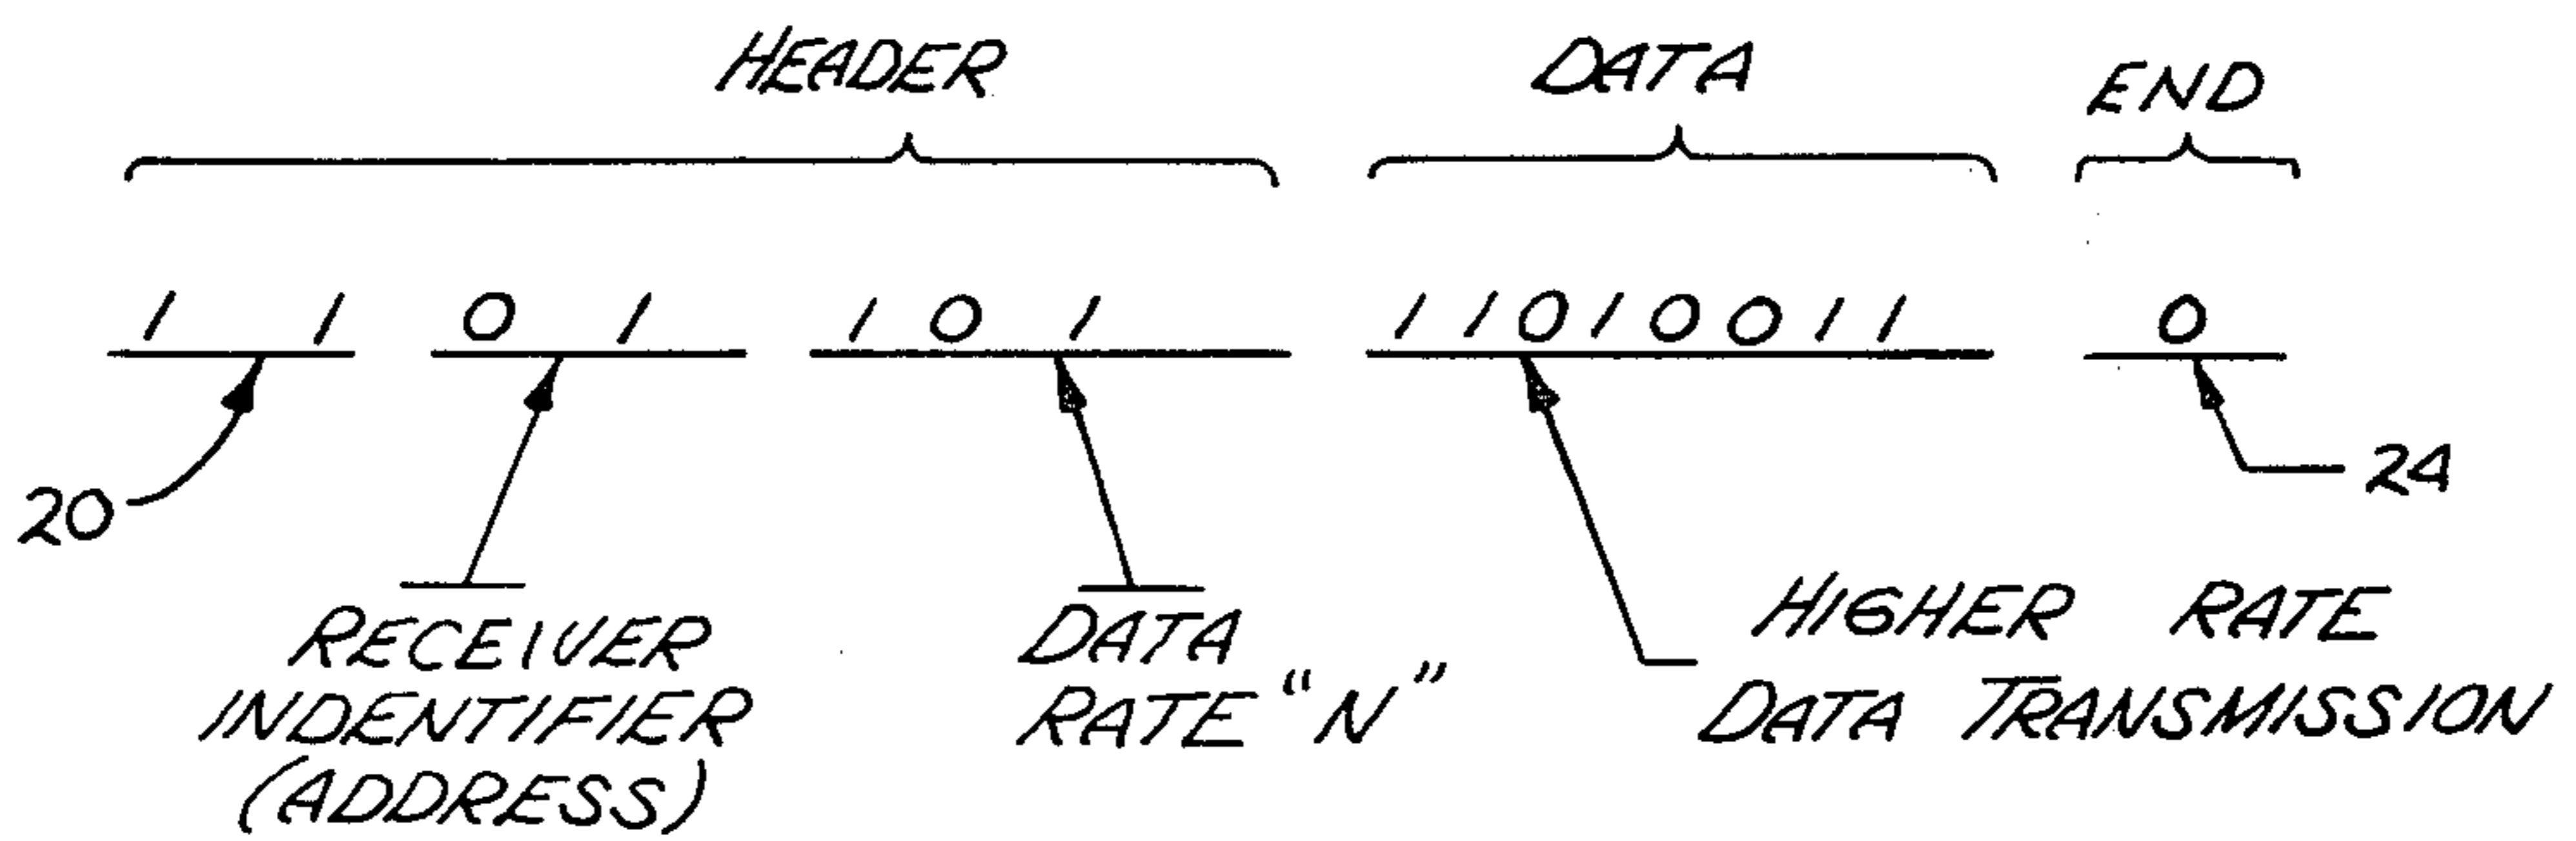 HEADER DATA END
1 1 0 1 1 0 1 11010011 0
20 24
RECEIVER
INDENTIFIER
(ADDRESS)
DATA
RATE "N"
HIGHER RATE
DATA TRANSMISSION